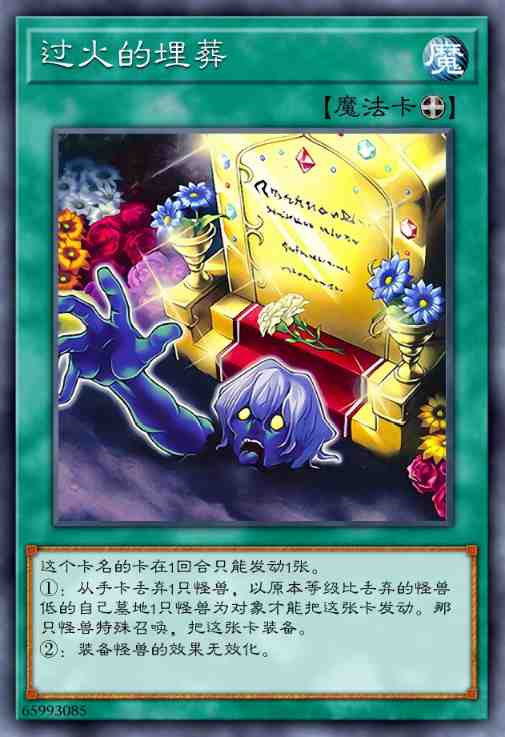 过火的埋葬
魔
【魔法卡】
这个卡名的卡在1回合只能发动1张。
①：从手卡丢弃1只怪兽，以原本等级比丢弃的怪兽
低的自己墓地1只怪兽为对象才能把这张卡发动。那
只怪兽特殊召唤，把这张卡装备。
②：装备怪兽的效果无效化。
65993085